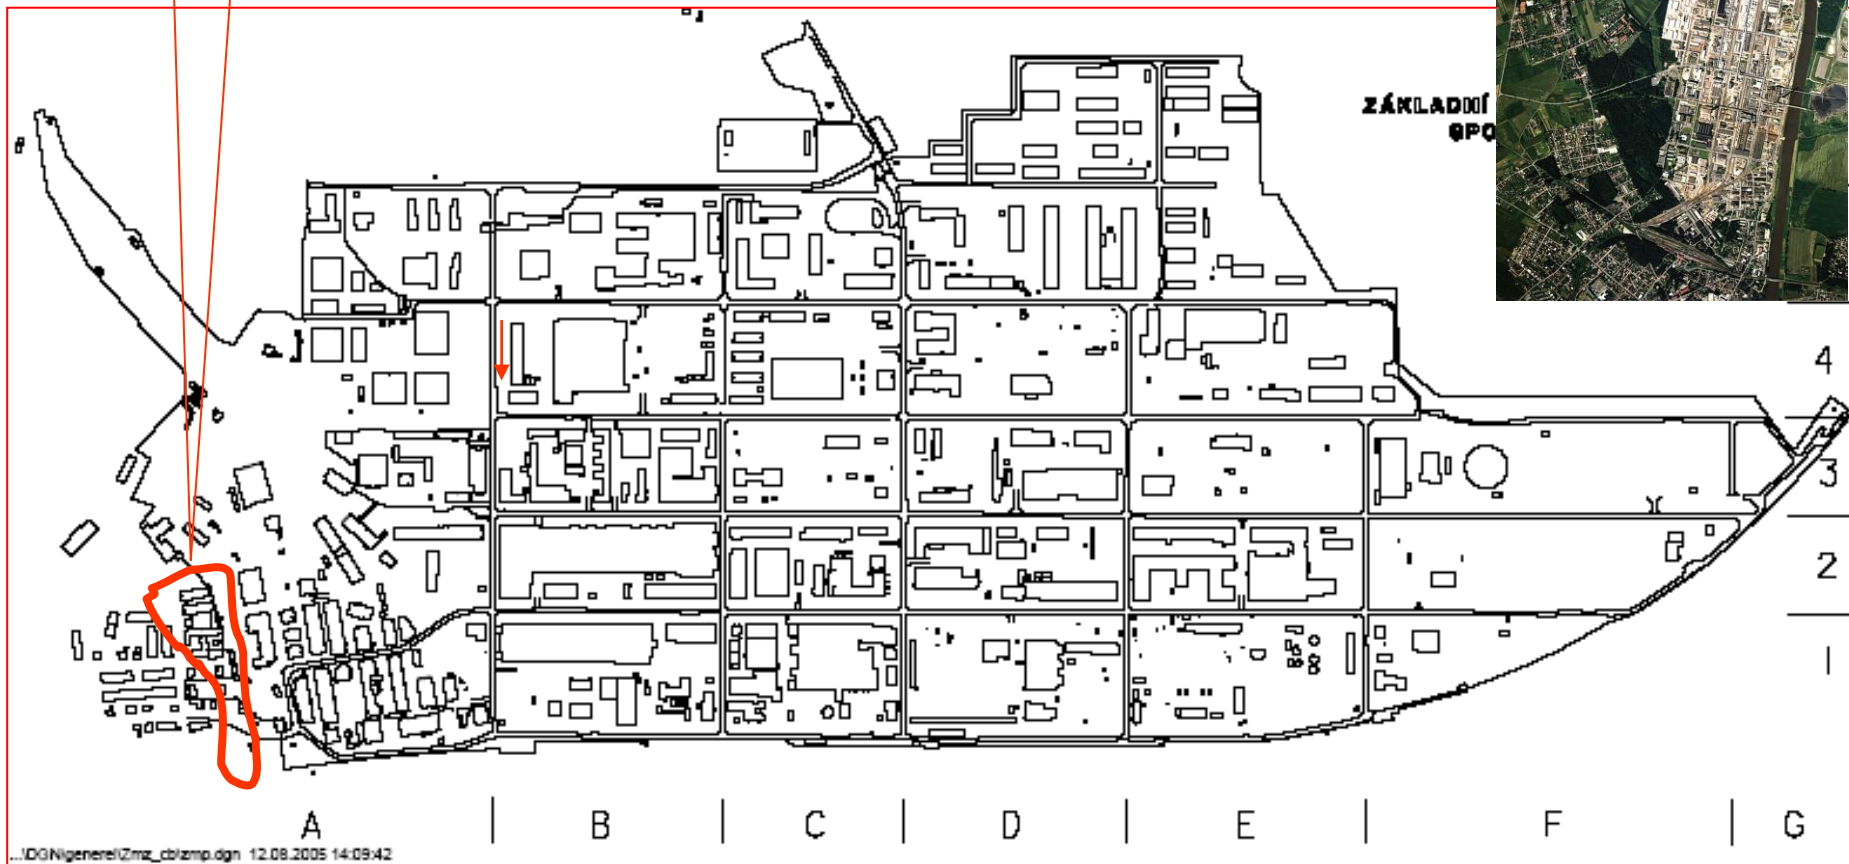 ZÁKLADNÍ
4
3
2
1
A B C D E F G
...\DGN\generel\Zmz_cb\zmp.dgn 12.08.2005 14:09:42